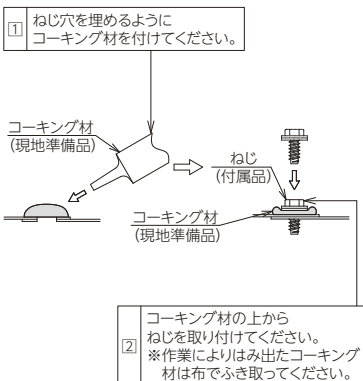 1
ねじ穴を埋めるように
コーキング材を付けてください。
コーキング材
(現地準備品)
ねじ
(付属品)
コーキング材
(現地準備品)
2
コーキング材の上から
ねじを取り付けてください。
※作業によりはみ出たコーキング
材は布でふき取ってください。